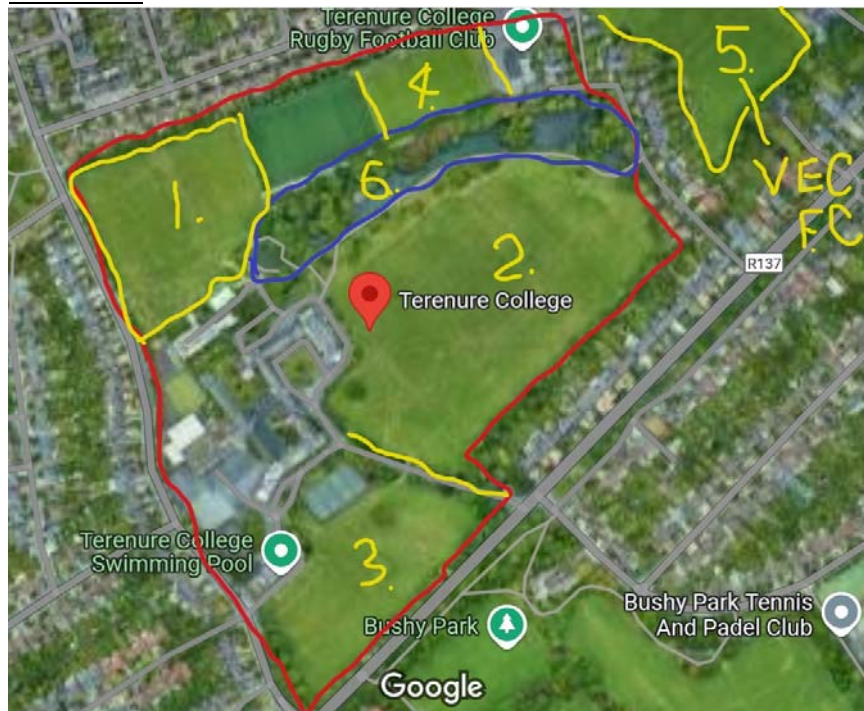 Terenure College
Rugby Football Club
4.
5.
1.
6.
VEC
F.C
2.
R137
Terenure College
3.
Terenure College
Swimming Pool
Bushy Park
Bushy Park Tennis
And Padel Club
Google